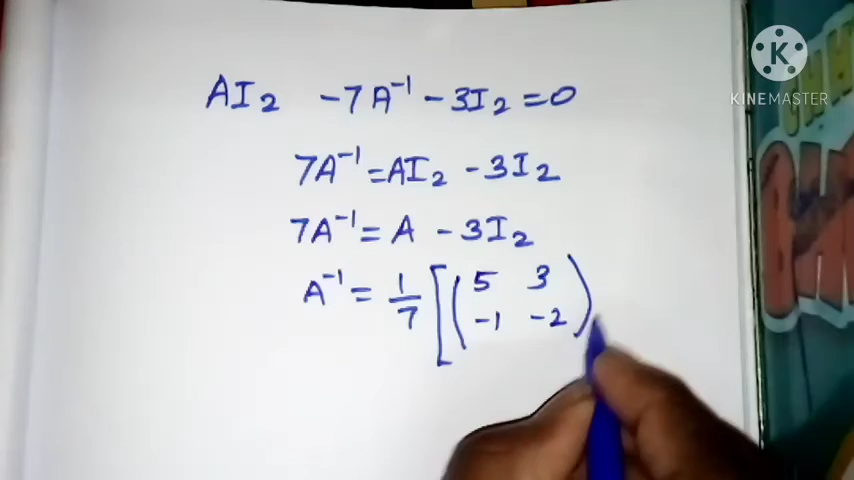 AI₂ -7A⁻¹ - 3I₂ = 0
7A⁻¹ = AI₂ - 3I₂
7A⁻¹ = A - 3I₂
A⁻¹ = 1/7 [ ( 5 3
-1 -2 )
KINEMASTER